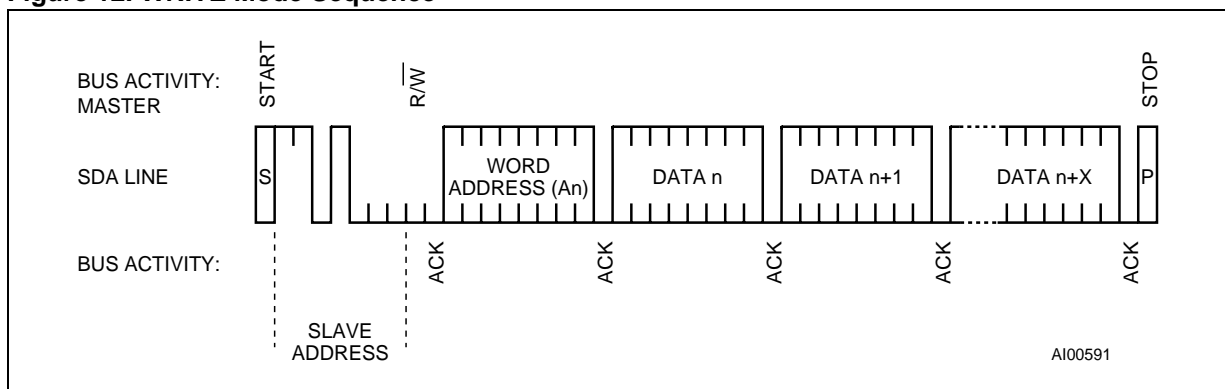 Figure 12. WRITE Mode Sequence
BUS ACTIVITY:
MASTER
START
R/W
STOP
SDA LINE
S
WORD
ADDRESS (An)
DATA n
DATA n+1
DATA n+X
P
BUS ACTIVITY:
ACK
ACK
ACK
ACK
ACK
SLAVE
ADDRESS
AI00591